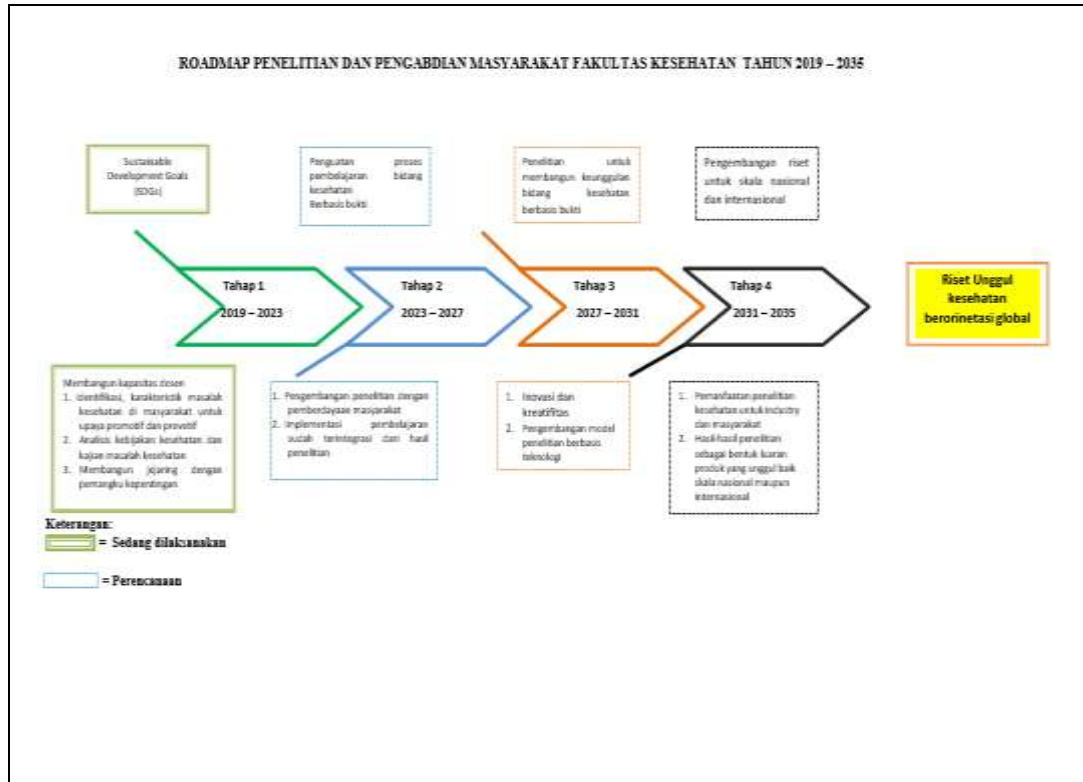 ROADMAP PENELITIAN DAN PENGABDIAN MASYARAKAT FAKULTAS KESEHATAN TAHUN 2019 – 2035
Sustainable
Development Goals
(SDGs)
Penguatan proses
pembelajaran bidang
kesehatan
Berbasis bukti
Penelitian untuk
membangun keunggulan
bidang kesehatan
berbasis bukti
Pengembangan riset
untuk skala nasional
dan internasional
Tahap 1
2019 – 2023
Tahap 2
2023 – 2027
Tahap 3
2027 – 2031
Tahap 4
2031 – 2035
Riset Unggul
kesehatan
berorinetasi global
Membangun kapasitas dosen
1. Identifikasi, karakteristik masalah
kesehatan di masyarakat untuk
upaya promotif dan
2. Analisis kebijakan kesehatan dan
kajian masalah kesehatan
3. Membangun jejaring dengan
pemangku kepentingan
1. Pengembangan penelitian dengan
pemberdayaan masyarakat
2. Implementasi pembelajaran
sudah terintegrasi dari hasil
penelitian
1. Inovasi dan
kreatifitas
2. Pengembangan model
penelitian berbasis
teknologi
1. Pemanfaatan penelitian
kesehatan untuk industry
dan masyarakat
2. Hasil-hasil penelitian
sebagai bentuk luaran
produk yang unggul baik
skala nasional maupun
internasional
Keterangan:
= Sedang dilaksanakan
= Perencanaan